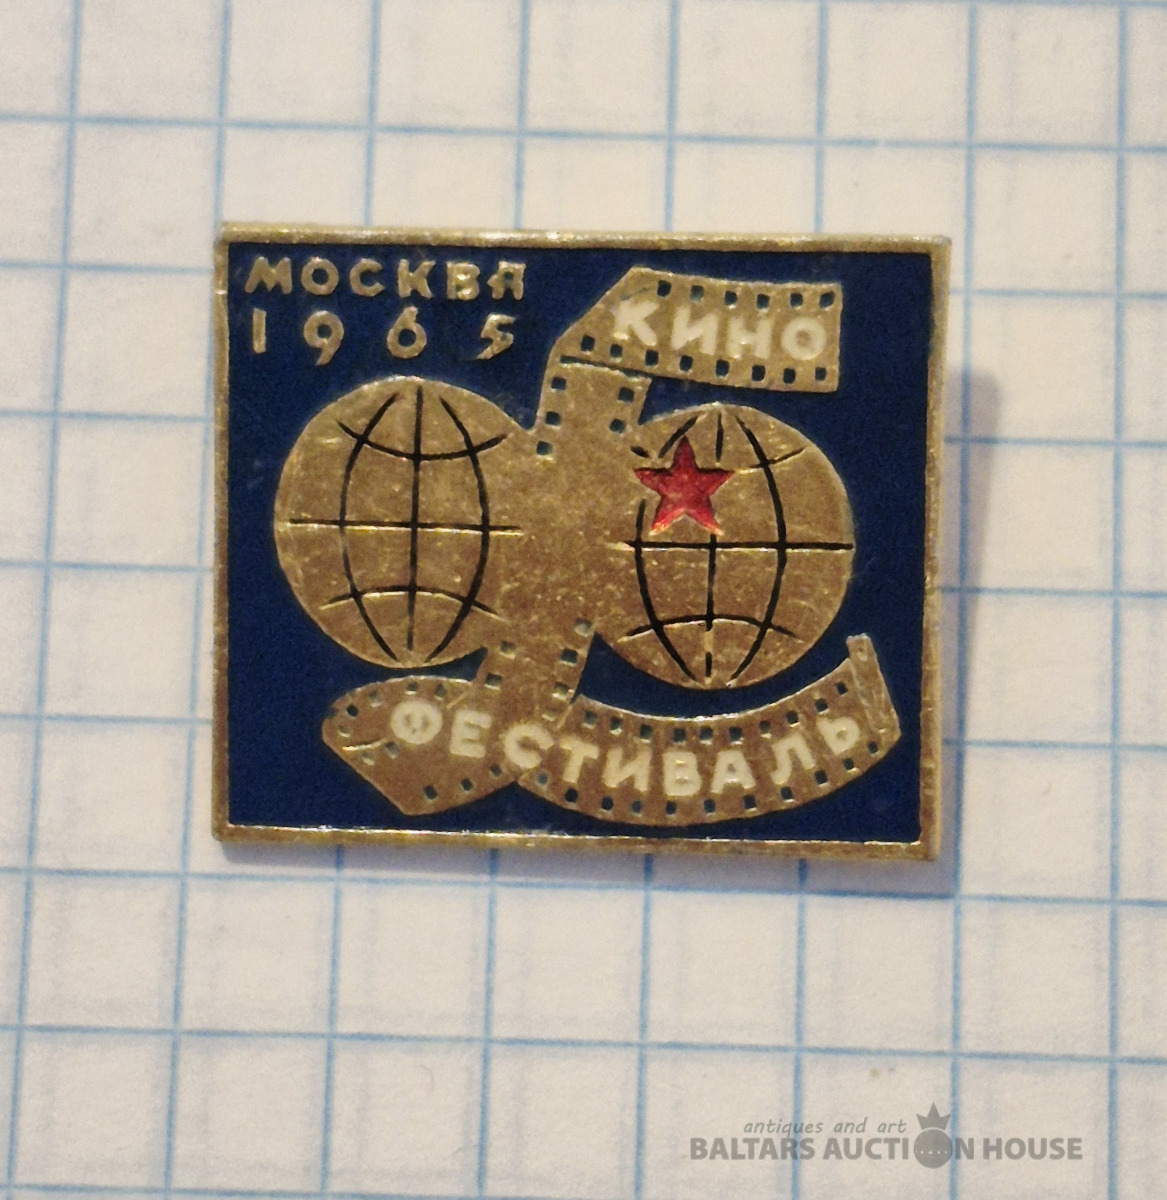 МОСКВА
1965
КИНО
ФЕСТИВАЛЬ
antiques and art
BALTARS AUCTION HOUSE